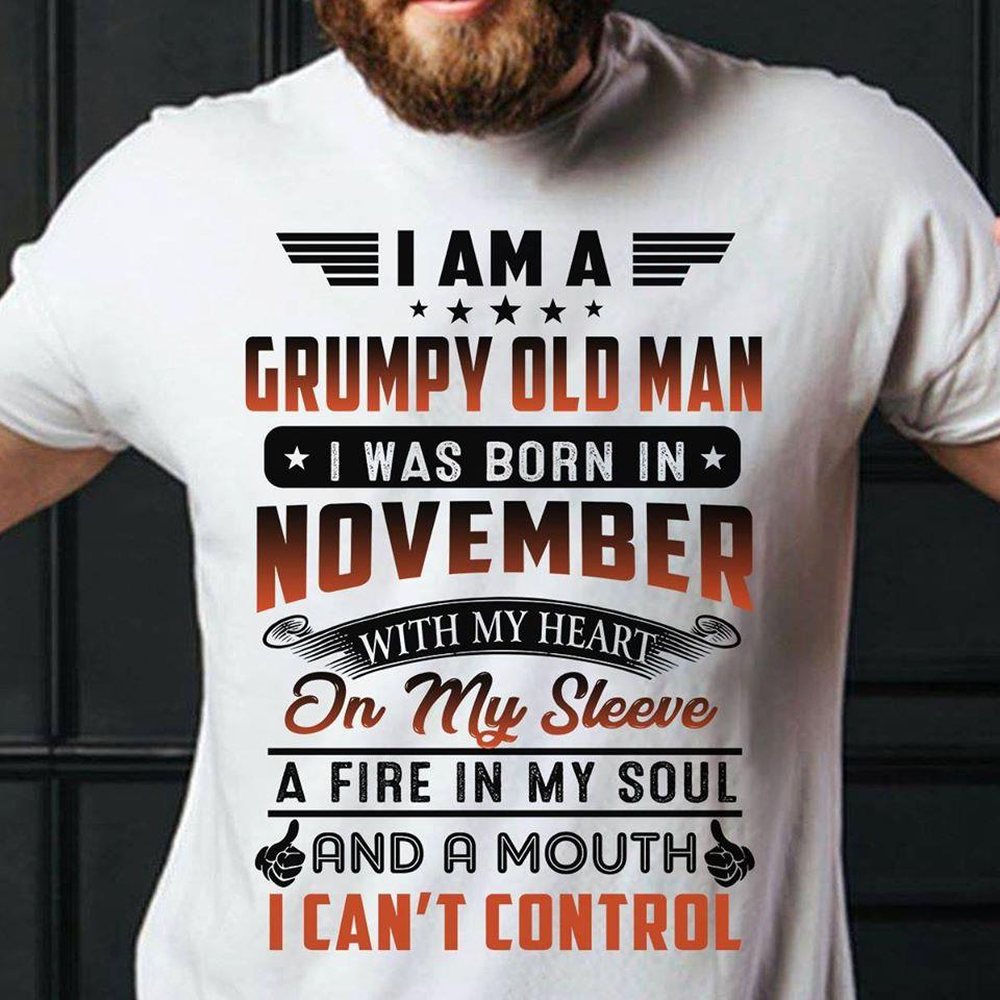 I AM A
GRUMPY OLD MAN
I WAS BORN IN
NOVEMBER
WITH MY HEART
On My Sleeve
A FIRE IN MY SOUL
AND A MOUTH
I CAN'T CONTROL